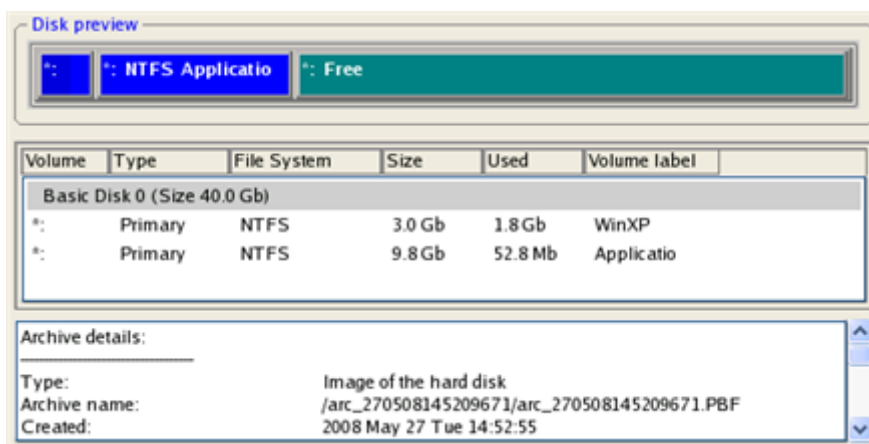 Disk preview
*: *: NTFS Applicatio *: Free
Volume Type File System Size Used Volume label
Basic Disk 0 (Size 40.0 Gb)
*: Primary NTFS 3.0 Gb 1.8 Gb WinXP
*: Primary NTFS 9.8 Gb 52.8 Mb Applicatio
Archive details:
------------------------------------
Type: Image of the hard disk
Archive name: /arc_270508145209671/arc_270508145209671.PBF
Created: 2008 May 27 Tue 14:52:55